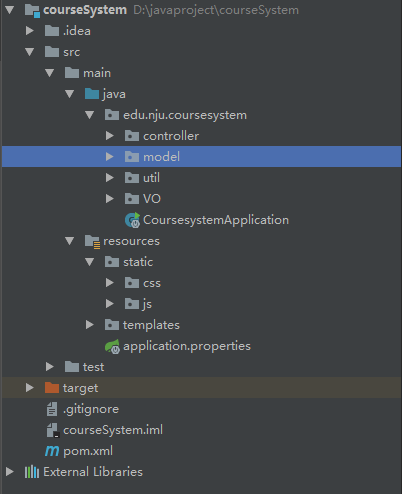 courseSystem D:\javaproject\courseSystem
.idea
src
main
java
edu.nju.coursesystem
controller
model
util
VO
CoursesystemApplication
resources
static
css
js
templates
application.properties
test
target
.gitignore
courseSystem.iml
pom.xml
External Libraries